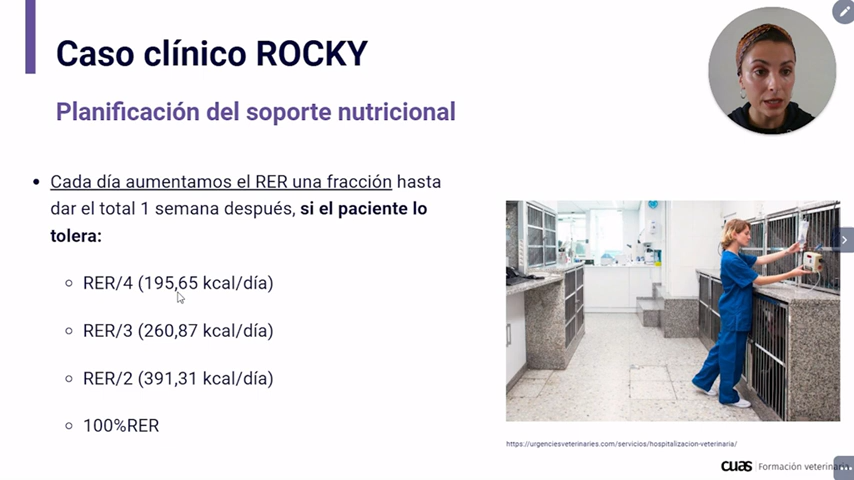 Caso clínico ROCKY
Planificación del soporte nutricional
• Cada día aumentamos el RER una fracción hasta
dar el total 1 semana después, si el paciente lo
tolera:
RER/4 (195,65 kcal/día)
RER/3 (260,87 kcal/día)
RER/2 (391,31 kcal/día)
100%RER
https://urgenciesveterinaries.com/servicios/hospitalizacion-veterinaria/
cuas Formación veterinaria